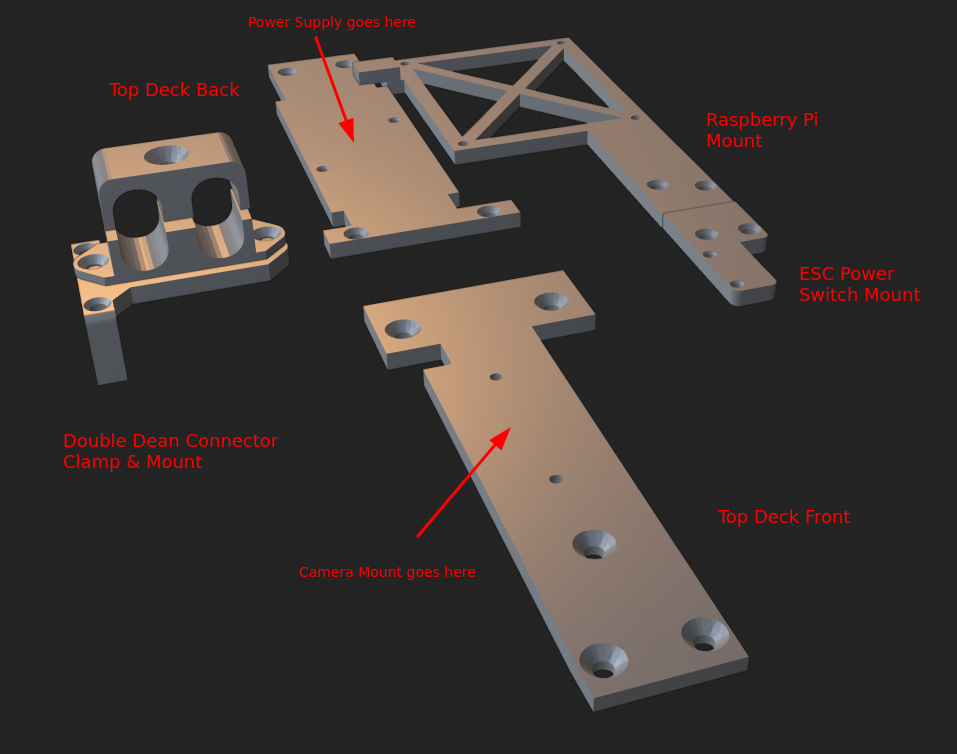 Power Supply goes here
Top Deck Back
Raspberry Pi
Mount
ESC Power
Switch Mount
Double Dean Connector
Clamp & Mount
Top Deck Front
Camera Mount goes here